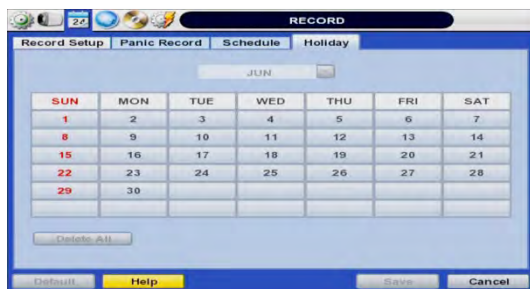 24
RECORD
Record Setup Panic Record Schedule Holiday
JUN
SUN MON TUE WED THU FRI SAT
1 2 3 4 5 6 7
8 9 10 11 12 13 14
15 16 17 18 19 20 21
22 23 24 25 26 27 28
29 30
Delete All
Default Help Save Cancel